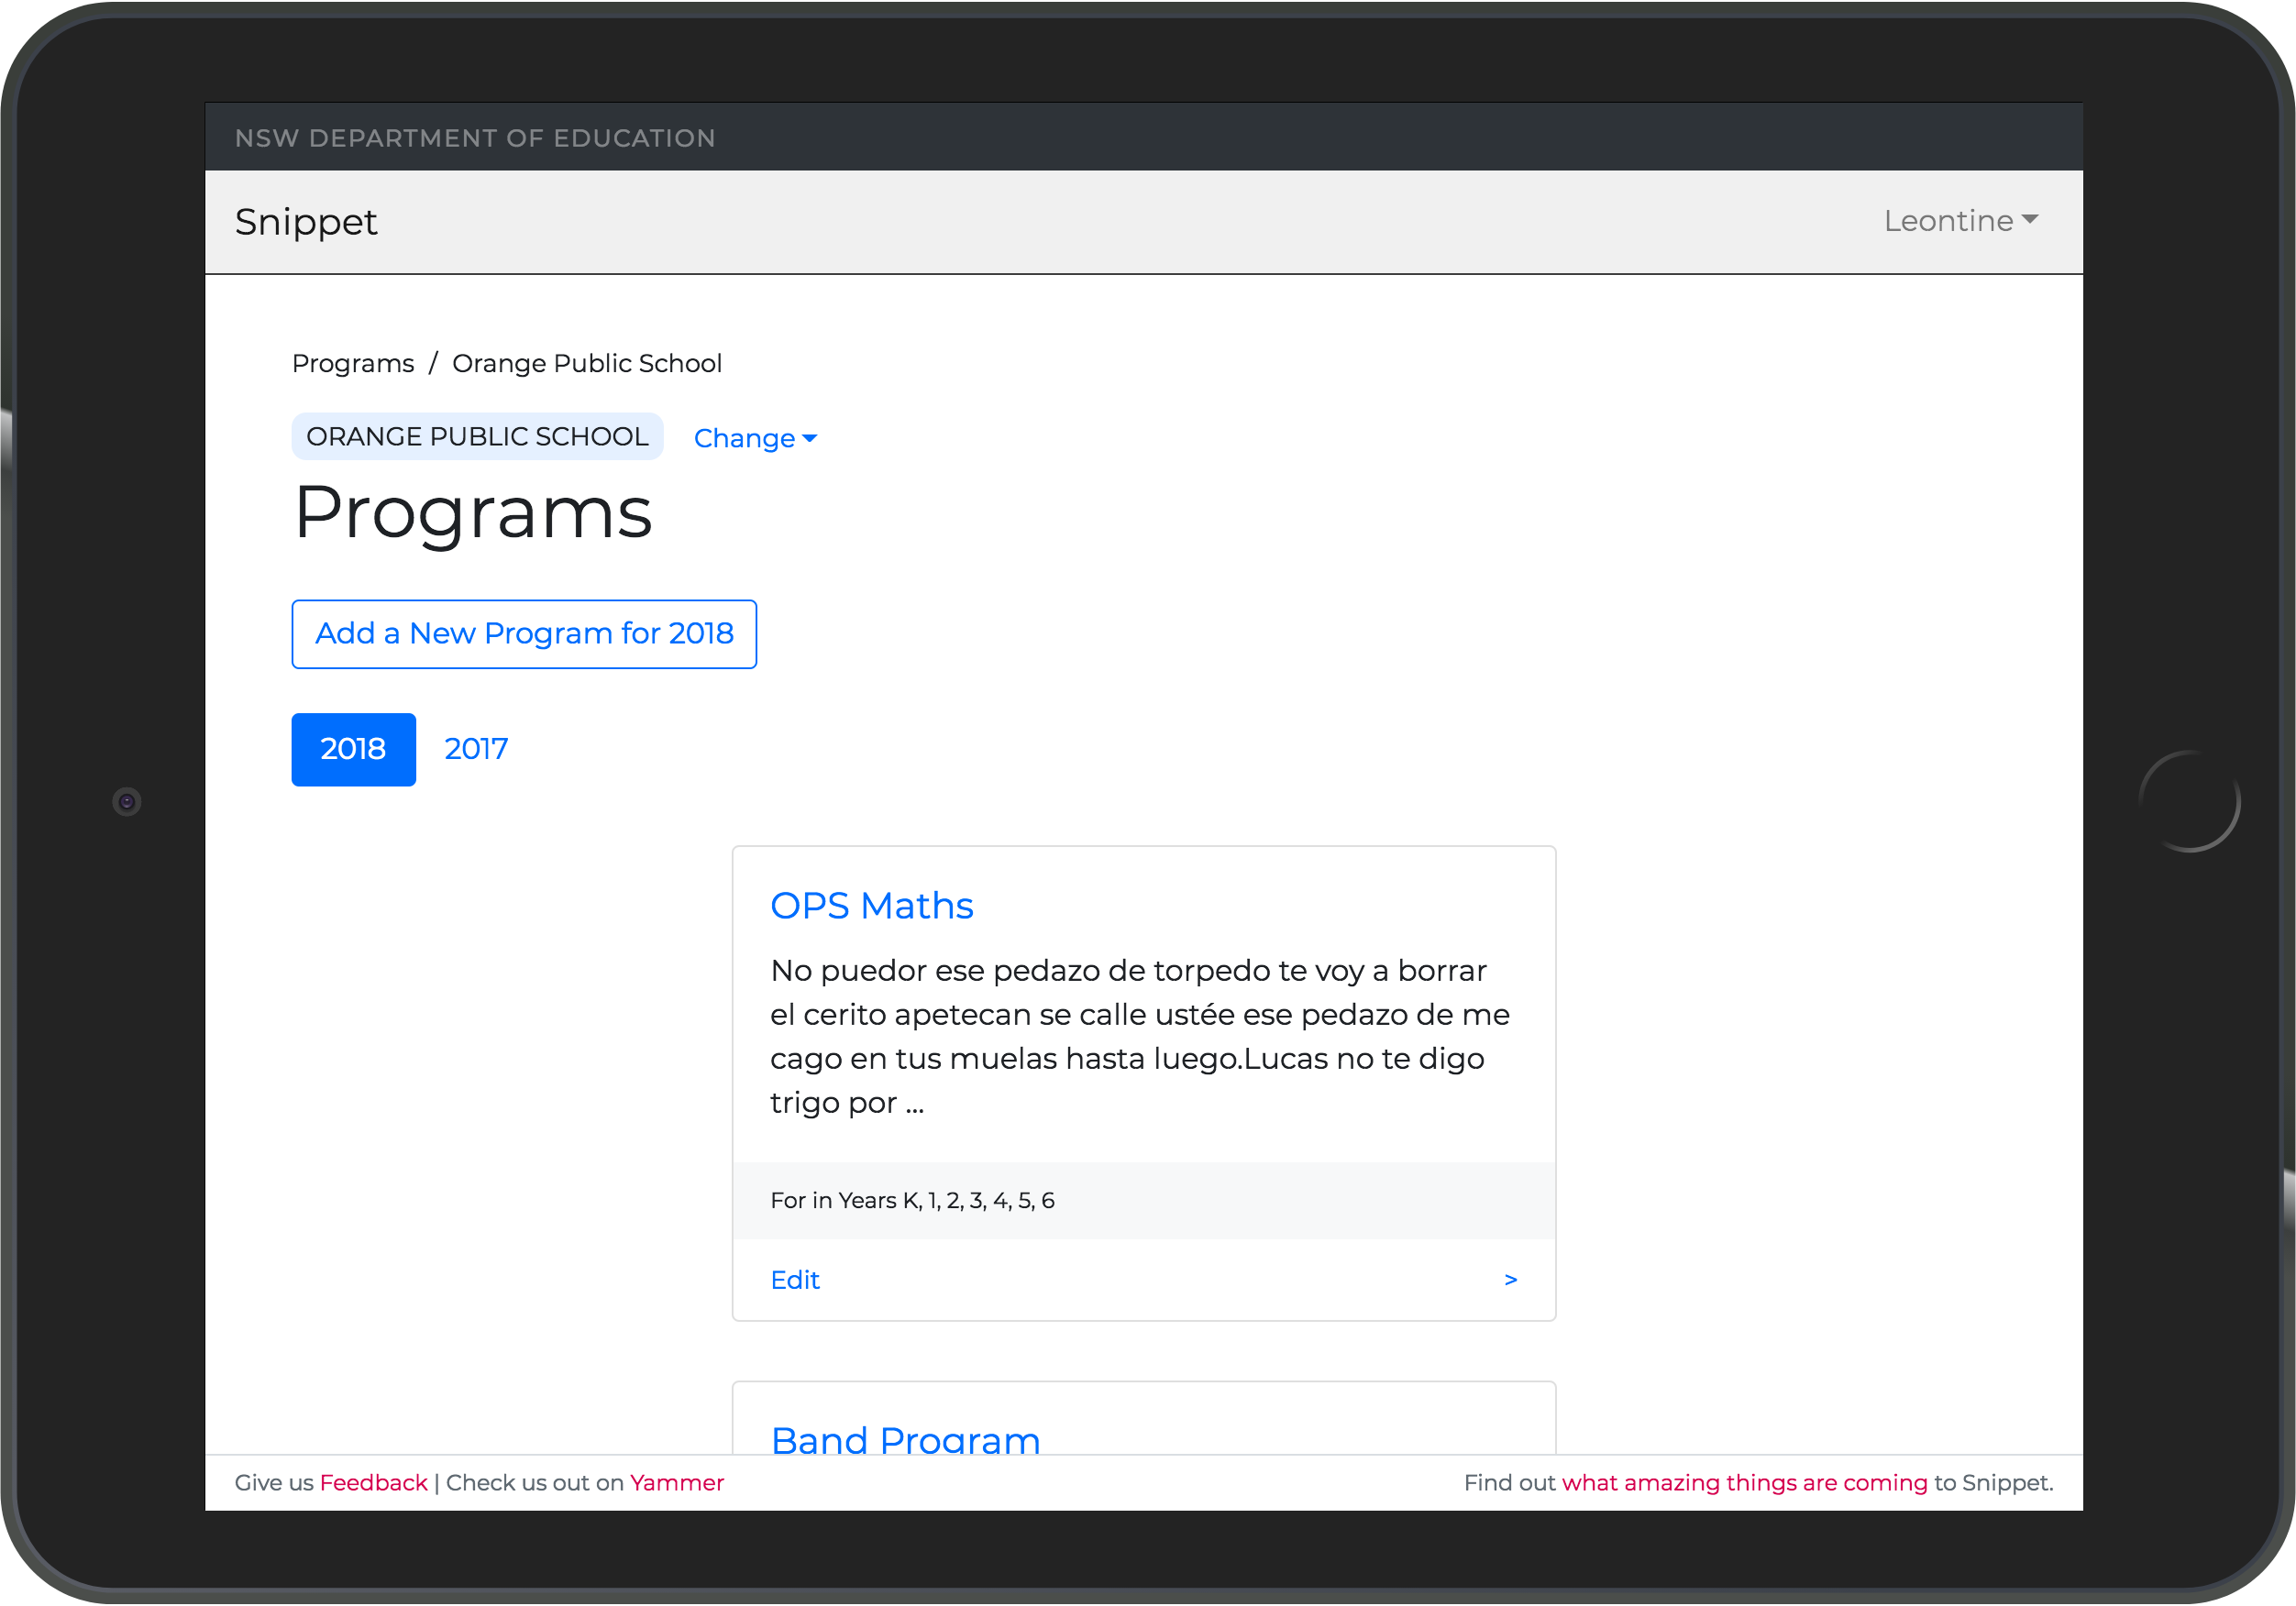 NSW DEPARTMENT OF EDUCATION
Snippet
Leontine
Programs / Orange Public School
ORANGE PUBLIC SCHOOL Change
Programs
Add a New Program for 2018
2018 2017
OPS Maths
No puedor ese pedazo de torpedo te voy a borrar
el cerito apetecan se calle ustée ese pedazo de me
cago en tus muelas hasta luego.Lucas no te digo
trigo por ...
For in Years K, 1, 2, 3, 4, 5, 6
Edit >
Band Program
Give us Feedback | Check us out on Yammer
Find out what amazing things are coming to Snippet.